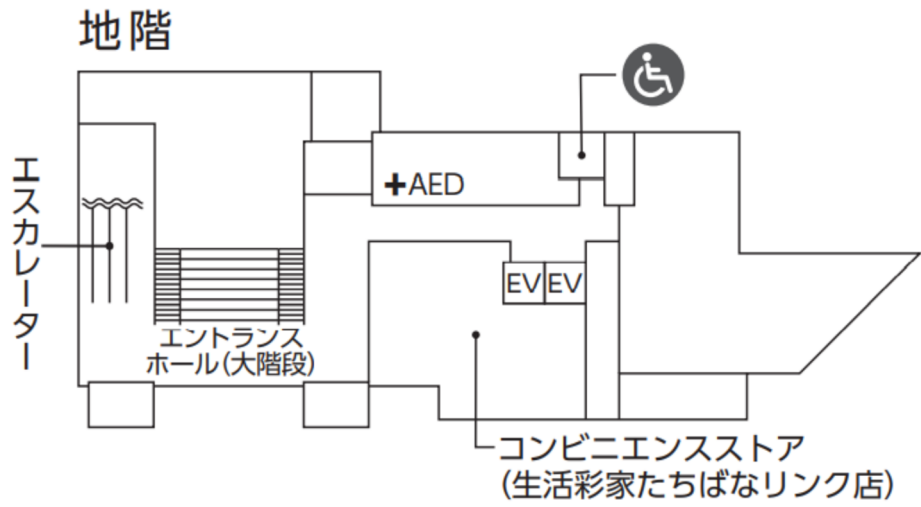 地階
✚AED
エスカレーター
EV EV
エントランス
ホール(大階段)
コンビニエンスストア
(生活彩家たちばなリンク店)